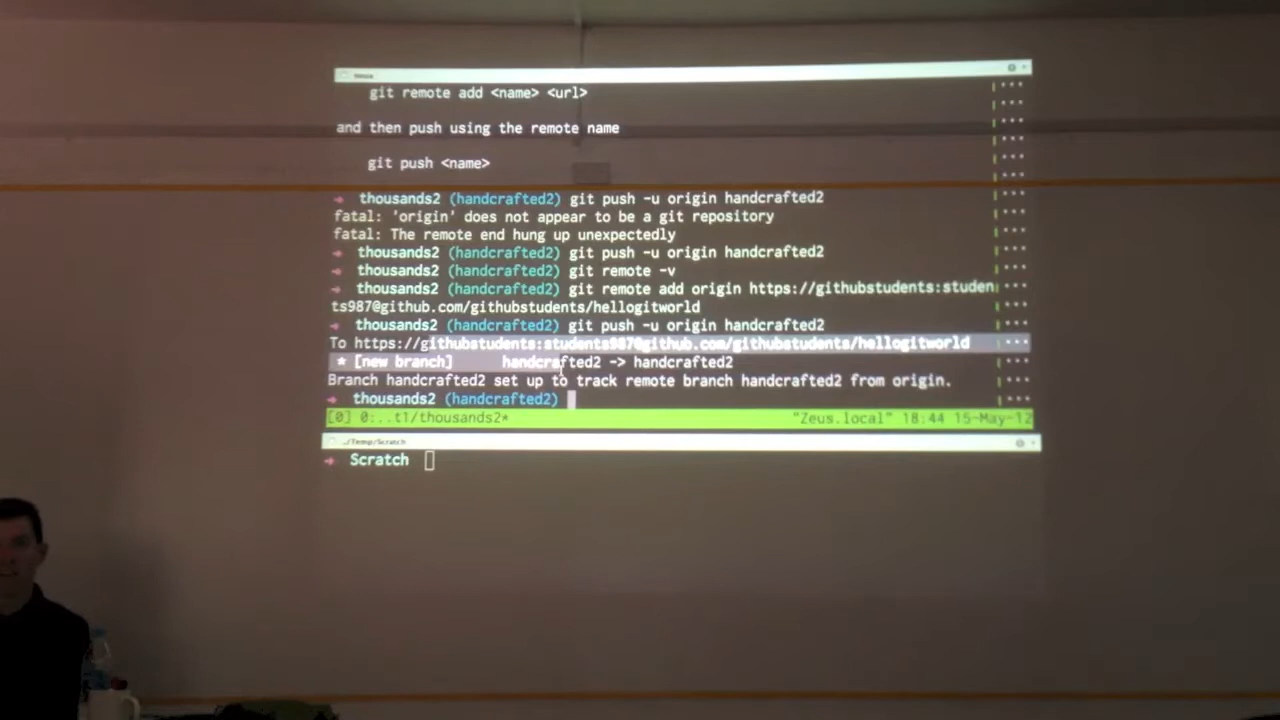 git remote add <name> <url>
and then push using the remote name
git push <name>
thousands2 (handcrafted2) git push -u origin handcrafted2
fatal: 'origin' does not appear to be a git repository
fatal: The remote end hung up unexpectedly
thousands2 (handcrafted2) git push -u origin handcrafted2
thousands2 (handcrafted2) git remote -v
thousands2 (handcrafted2) git remote add origin https://githubstudents:studen
ts987@github.com/githubstudents/hellogitworld
thousands2 (handcrafted2) git push -u origin handcrafted2
To https://githubstudents:students987@github.com/githubstudents/hellogitworld
* [new branch] handcrafted2 -> handcrafted2
Branch handcrafted2 set up to track remote branch handcrafted2 from origin.
thousands2 (handcrafted2)
[0] 0:..t1/thousands2* "Zeus.local" 18:44 15-May-12
../Temp/Scratch
Scratch